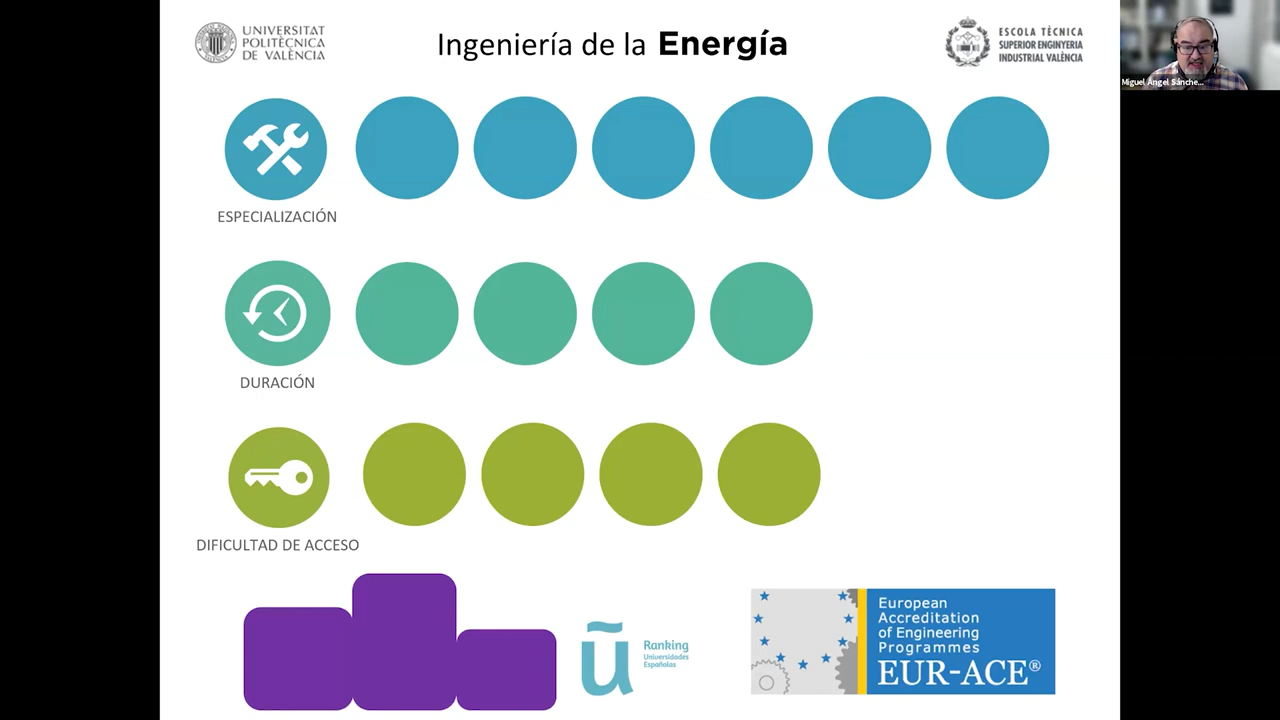 UNIVERSITAT
POLITÈCNICA
DE VALÈNCIA
Ingeniería de la Energía
ESCOLA TÈCNICA
SUPERIOR ENGINYERIA
INDUSTRIAL VALÈNCIA
Miguel Ángel Sánche...
ESPECIALIZACIÓN
DURACIÓN
DIFICULTAD DE ACCESO
ū
Ranking
Universidades
Españolas
European
Accreditation
of Engineering
Programmes
EUR-ACE®